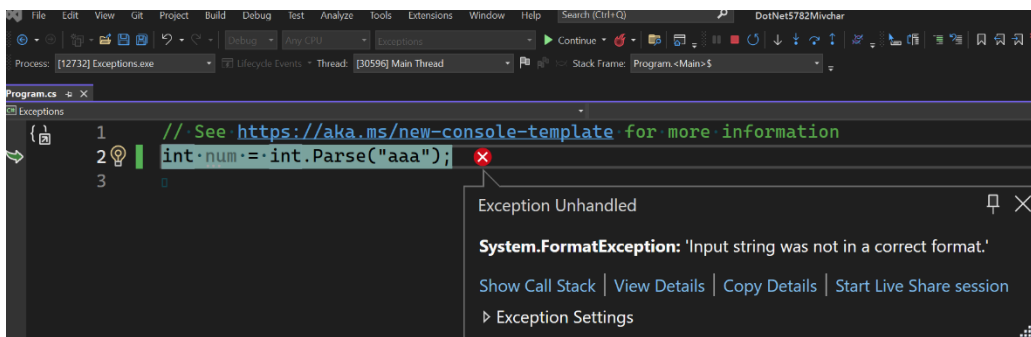 File Edit View Git Project Build Debug Test Analyze Tools Extensions Window Help Search (Ctrl+Q) DotNet5782Mivchar
Debug Any CPU Exceptions Continue
Process: [12732] Exceptions.exe Lifecycle Events Thread: [30596] Main Thread Stack Frame: Program.<Main>$
Program.cs
Exceptions
1 // See https://aka.ms/new-console-template for more information
2 int num = int.Parse("aaa");
3
Exception Unhandled
System.FormatException: 'Input string was not in a correct format.'
Show Call Stack | View Details | Copy Details | Start Live Share session
Exception Settings